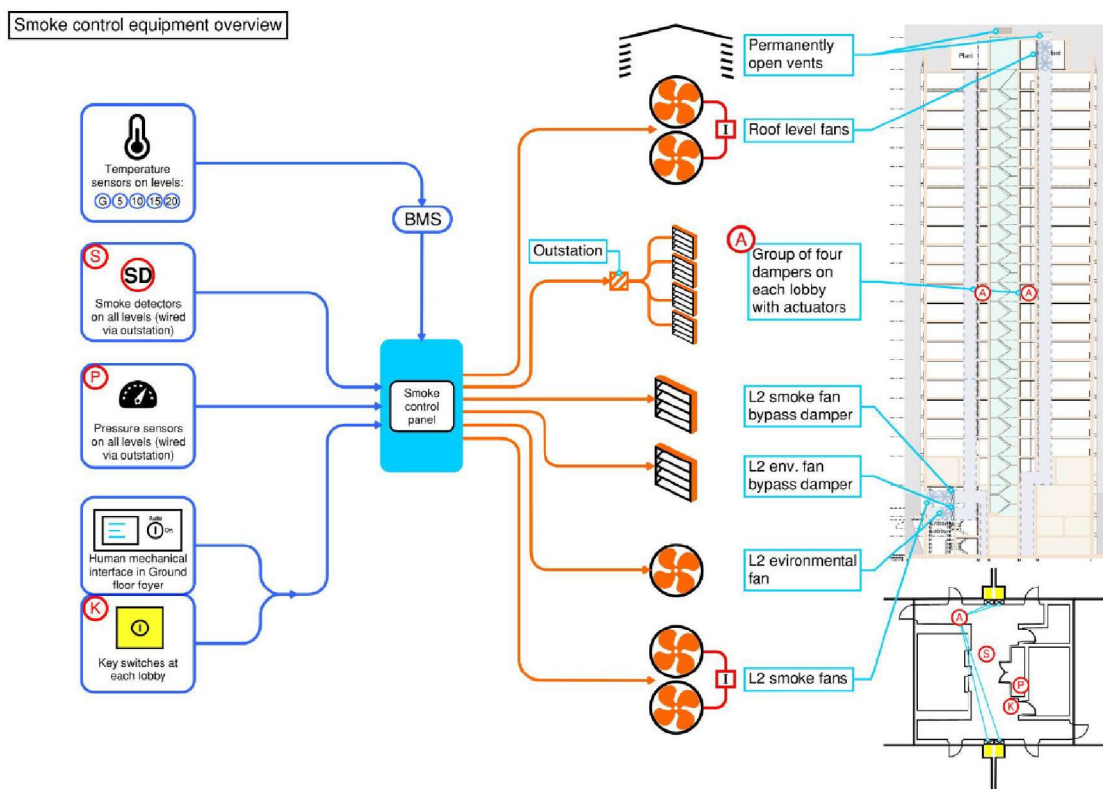 Smoke control equipment overview
Temperature
sensors on levels:
G 5 10 15 20
BMS
S
SD
Smoke detectors
on all levels (wired
via outstation)
P
Pressure sensors
on all levels (wired
via outstation)
Auto
I On
Human mechanical
interface in Ground
floor foyer
K
I
Key switches at
each lobby
Smoke
control
panel
Outstation
I
I
Permanently
open vents
Roof level fans
A
Group of four
dampers on
each lobby
with actuators
L2 smoke fan
bypass damper
L2 env. fan
bypass damper
L2 evironmental
fan
L2 smoke fans
Plant
A A
A
S
P
K